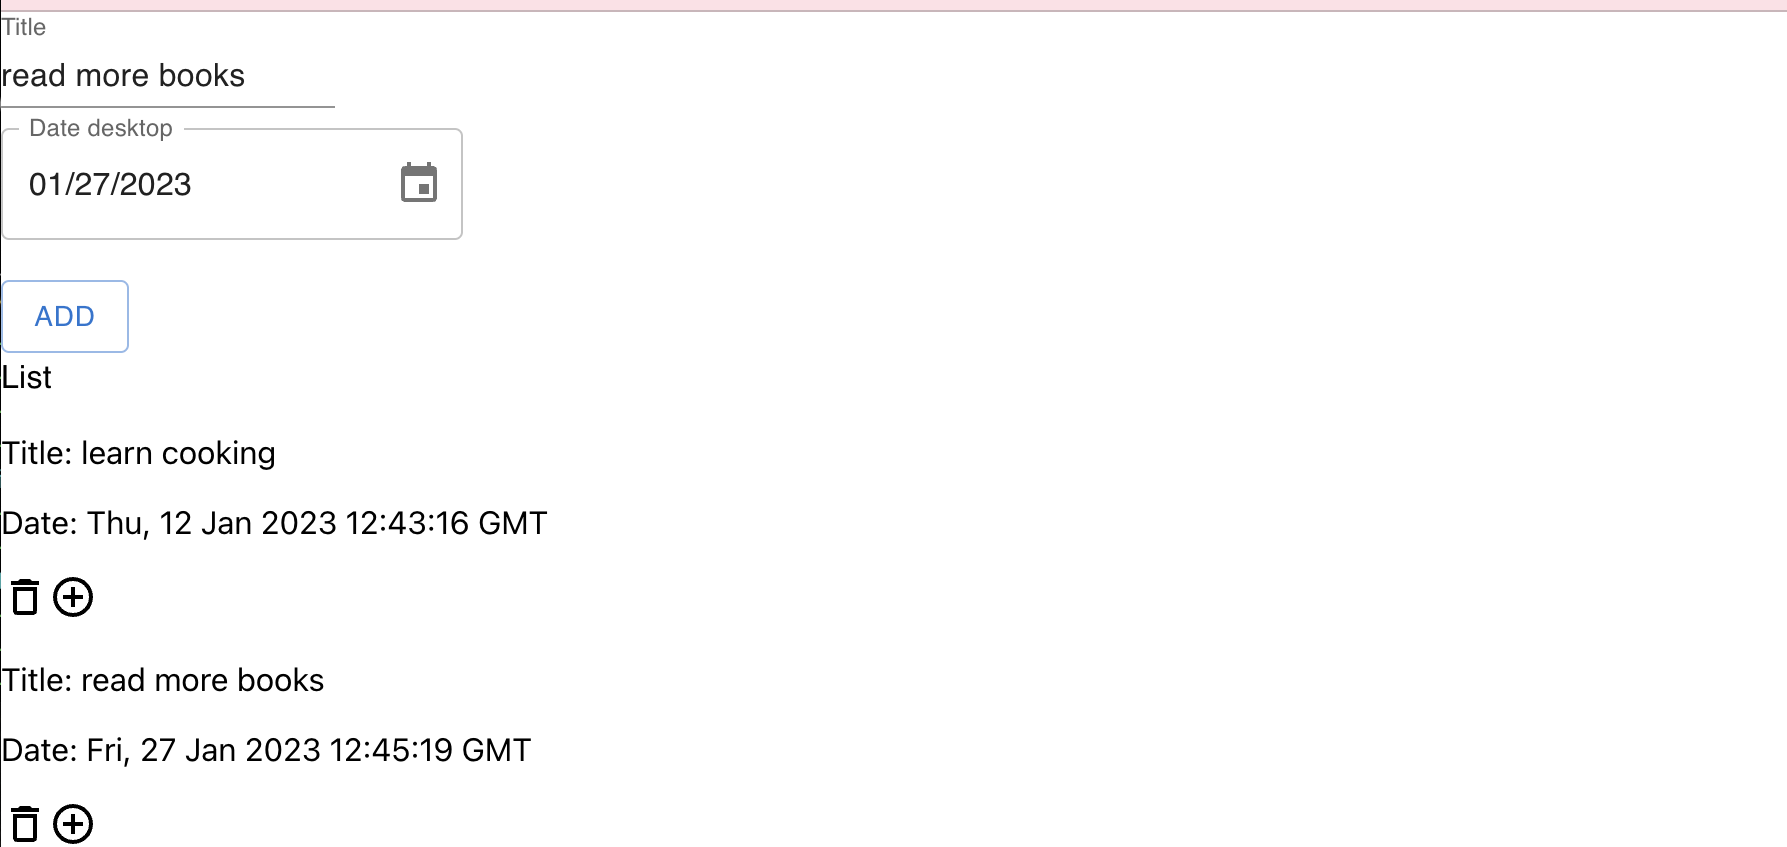 Title
read more books
Date desktop
01/27/2023
ADD
List
Title: learn cooking
Date: Thu, 12 Jan 2023 12:43:16 GMT
Title: read more books
Date: Fri, 27 Jan 2023 12:45:19 GMT